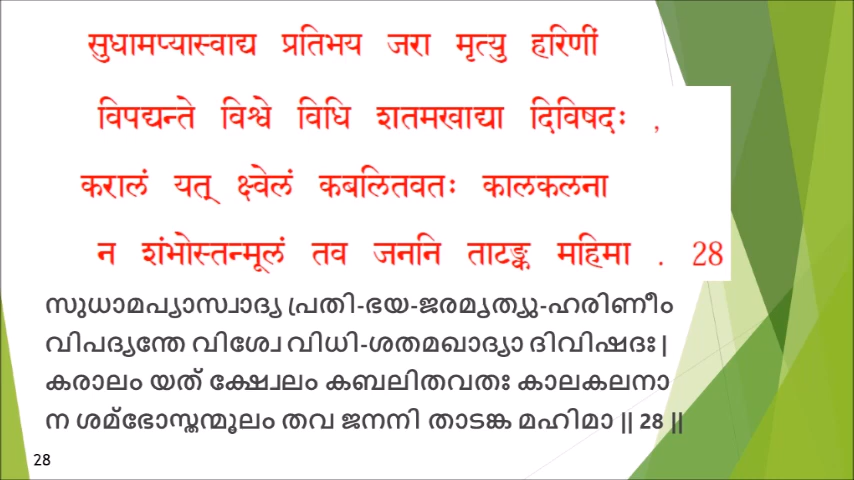 सुधामप्यास्वाद्य प्रतिभय जरा मृत्यु हरिणीं
विपद्यन्ते विश्वे विधि शतमखाद्या दिविषदः ,
करालं यत् क्ष्वेलं कबलितवतः कालकलना
न शंभोस्तन्मूलं तव जननि ताटङ्क महिमा . 28
സുധാമപ്യാസ്വാദ്യ പ്രതി-ഭയ-ജരമൃത്യു-ഹരിണീം
വിപദ്യന്തേ വിശ്വേ വിധി-ശതമഖാദ്യാ ദിവിഷദഃ |
കരാലം യത് ക്ഷ്വേലം കബലിതവതഃ കാലകലനാ
ന ശമ്ഭോസ്തന്മൂലം തവ ജനനി താടങ്ക മഹിമാ || 28 ||
28